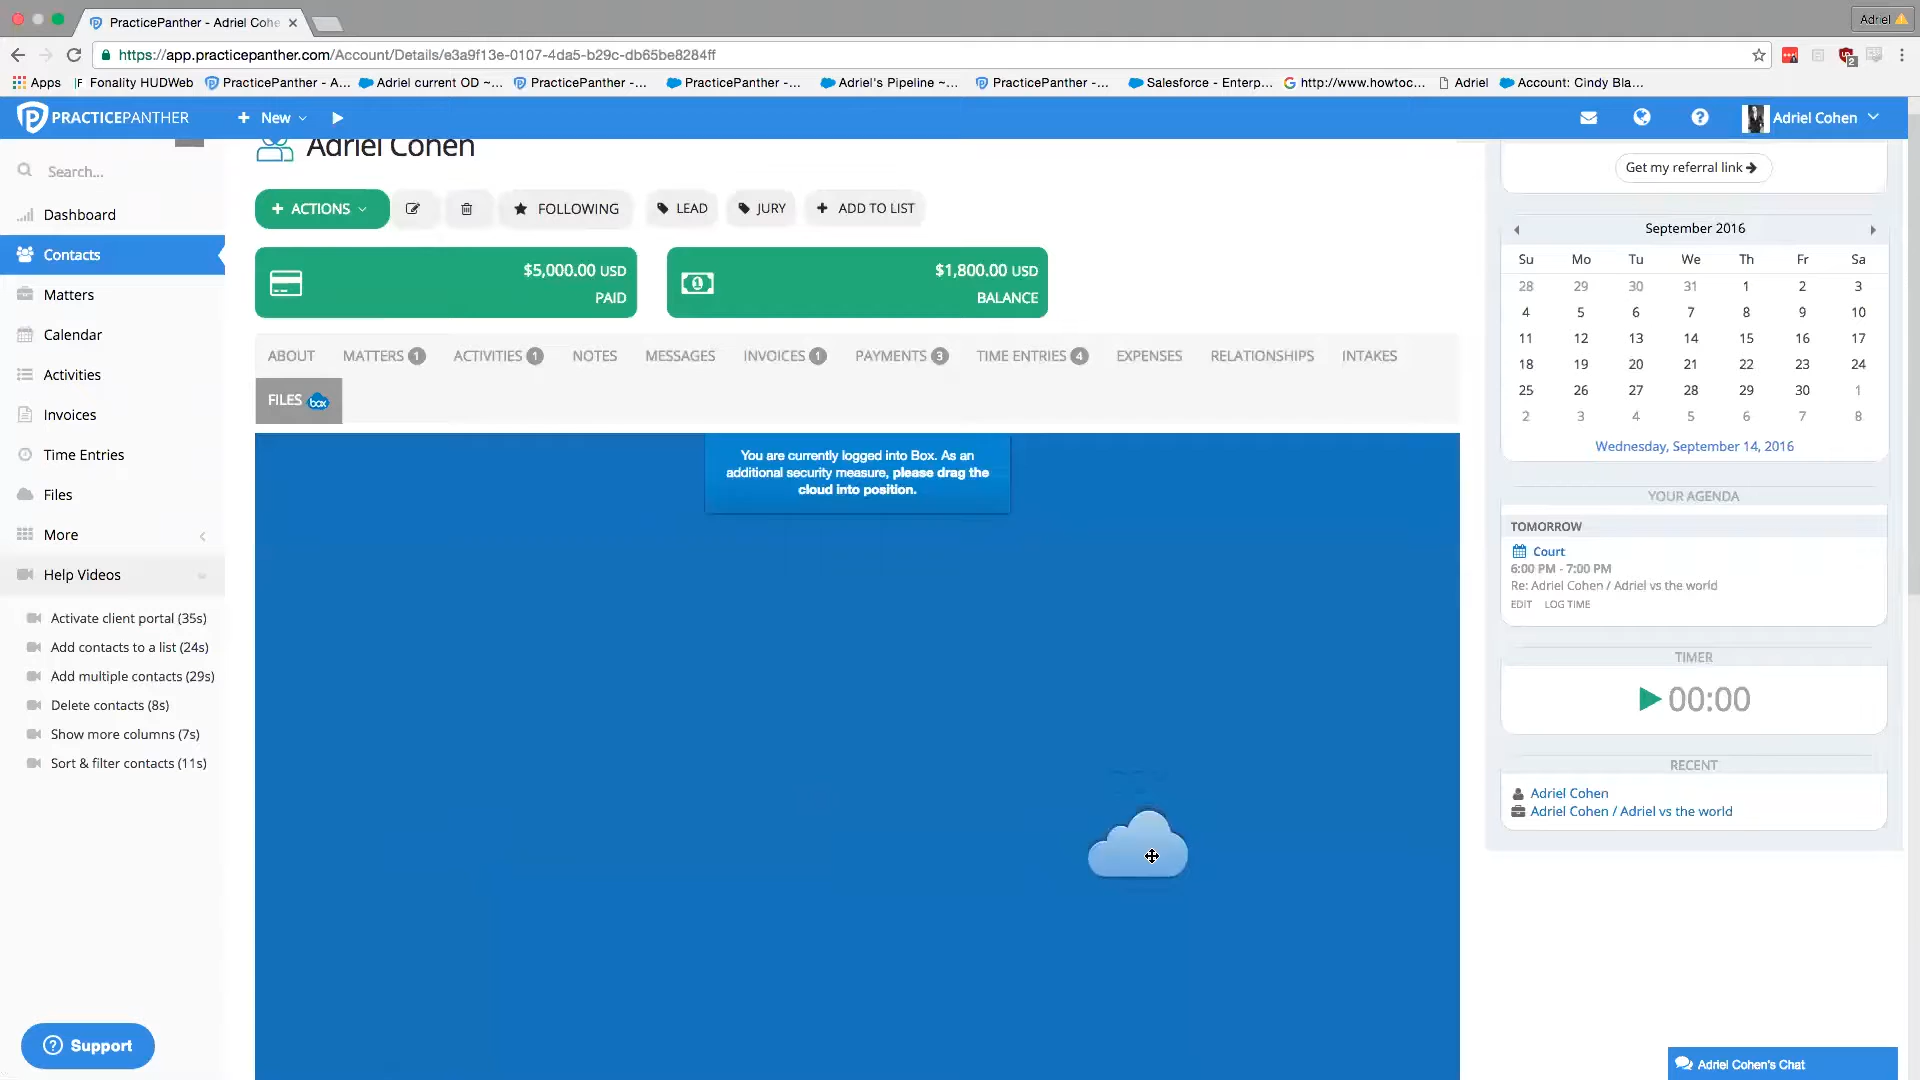 PracticePanther - Adriel Cohe
Adriel
https://app.practicepanther.com/Account/Details/e3a9f13e-0107-4da5-b29c-db65be8284ff
2
Apps
Fonality HUDWeb
PracticePanther - A...
Adriel current OD ~...
PracticePanther -...
PracticePanther -...
Adriel's Pipeline ~...
PracticePanther -...
Salesforce - Enterp...
http://www.howtoc...
Adriel
Account: Cindy Bla...
PRACTICEPANTHER
+ New
Adriel Cohen
Search...
Dashboard
Contacts
Matters
Calendar
Activities
Invoices
Time Entries
Files
More
Help Videos
Activate client portal (35s)
Add contacts to a list (24s)
Add multiple contacts (29s)
Delete contacts (8s)
Show more columns (7s)
Sort & filter contacts (11s)
Support
Adriel Cohen
+ ACTIONS
FOLLOWING
LEAD
JURY
+ ADD TO LIST
$5,000.00 USD
PAID
$1,800.00 USD
BALANCE
ABOUT
MATTERS 1
ACTIVITIES 1
NOTES
MESSAGES
INVOICES 1
PAYMENTS 3
TIME ENTRIES 4
EXPENSES
RELATIONSHIPS
INTAKES
FILES box
You are currently logged into Box. As an
additional security measure, please drag the
cloud into position.
Get my referral link
September 2016
Su Mo Tu We Th Fr Sa
28 29 30 31 1 2 3
4 5 6 7 8 9 10
11 12 13 14 15 16 17
18 19 20 21 22 23 24
25 26 27 28 29 30 1
2 3 4 5 6 7 8
Wednesday, September 14, 2016
YOUR AGENDA
TOMORROW
Court
6:00 PM - 7:00 PM
Re: Adriel Cohen / Adriel vs the world
EDIT LOG TIME
TIMER
00:00
RECENT
Adriel Cohen
Adriel Cohen / Adriel vs the world
Adriel Cohen's Chat